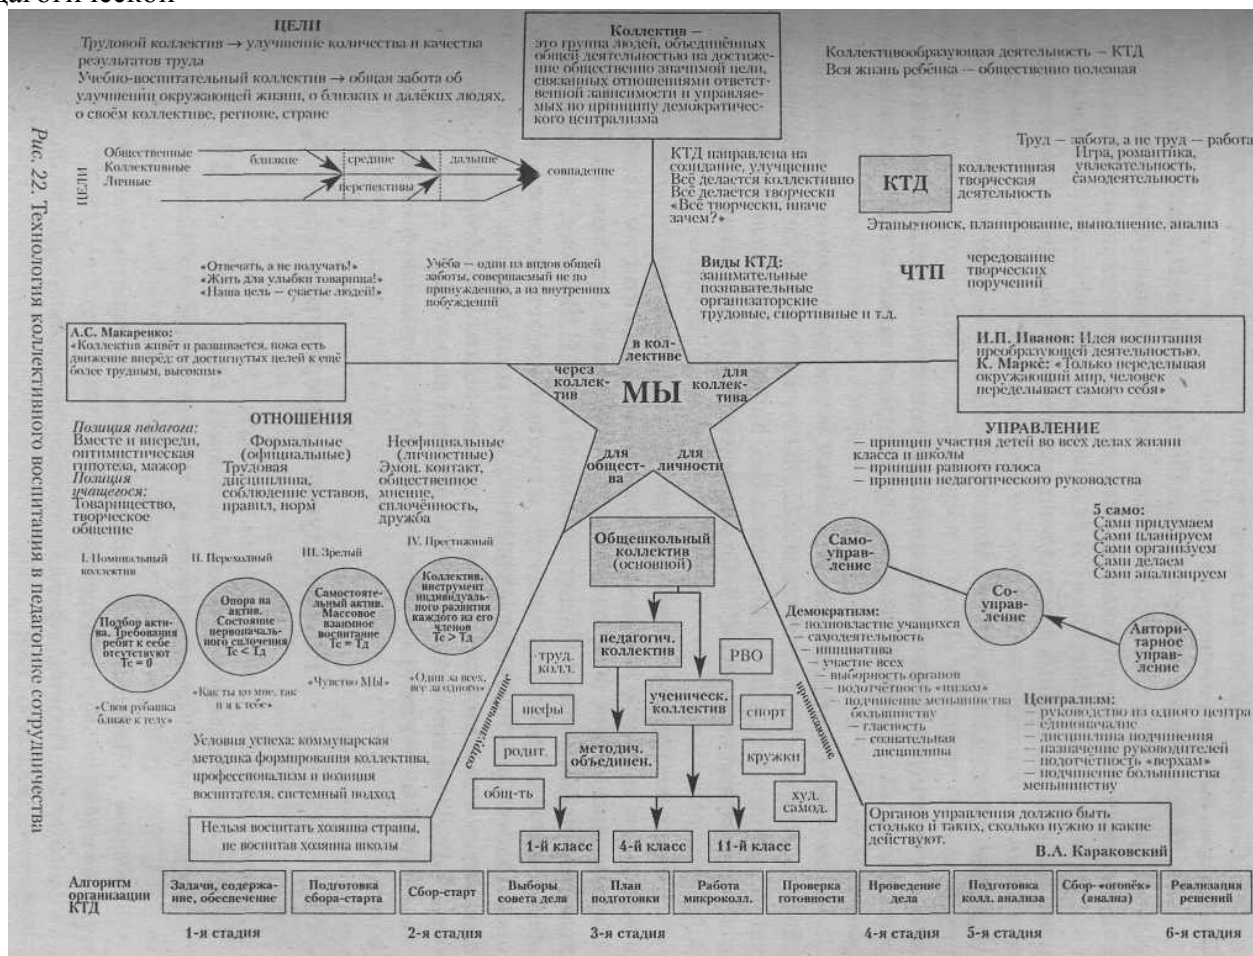 ЦЕЛИ
Трудовой коллектив → улучшение количества и качества
результатов труда
Учебно-воспитательный коллектив → общая забота об
улучшении окружающей жизни, о близких и далёких людях,
о своём коллективе, регионе, стране
Коллектив —
это группа людей, объединённых
общей деятельностью на достиже-
ние общественно значимой цели,
связанных отношениями ответст-
венной зависимости и управляе-
мых по принципу демократичес-
кого централизма
Коллективообразующая деятельность — КТД
Вся жизнь ребёнка — общественно полезная
Рис. 22. Технология коллективного воспитания в педагогике сотрудничества
ЦЕЛИ
Общественные
Коллективные
Личные
близкие
средние
дальние
перспективы
совпадение
КТД направлена на
созидание, улучшение
Всё делается коллективно
Всё делается творчески
«Всё творчески, иначе
зачем?»
КТД
коллективная
творческая
деятельность
Труд — забота, а не труд — работа
Игра, романтика,
увлекательность,
самодеятельность
Этапы: поиск, планирование, выполнение, анализ
«Отвечать, а не получать!»
«Жить для улыбки товарища!»
«Наша цель — счастье людей!»
Учёба — один из видов общей
заботы, совершаемый не по
принуждению, а из внутренних
побуждений
Виды КТД:
занимательные
познавательные
организаторские
трудовые, спортивные и т.д.
ЧТП
чередование
творческих
поручений
А.С. Макаренко:
«Коллектив живёт и развивается, пока есть
движение вперёд: от достигнутых целей к ещё
более трудным, высоким»
в кол-
лективе
через
коллек-
тив
МЫ
для
коллек-
тива
для
общест-
ва
для
личности
И.П. Иванов: Идея воспитания
преобразующей деятельностью.
К. Маркс: «Только переделывая
окружающий мир, человек
переделывает самого себя»
ОТНОШЕНИЯ
Позиция педагога:
Вместе и впереди,
оптимистическая
гипотеза, мажор
Позиция
учащегося:
Товарищество,
творческое
общение
Формальные
(официальные)
Трудовая
дисциплина,
соблюдение уставов,
правил, норм
Неофициальные
(личностные)
Эмоц. контакт,
общественное
мнение,
сплочённость,
дружба
УПРАВЛЕНИЕ
— принцип участия детей во всех делах жизни
класса и школы
— принцип равного голоса
— принцип педагогического руководства
5 само:
Сами придумаем
Сами планируем
Сами организуем
Сами делаем
Сами анализируем
I. Номинальный
коллектив
Подбор акти-
ва. Требования
ребят к себе
отсутствуют
Тс = 0
«Своя рубашка
ближе к телу»
II. Переходный
Опора на
актив.
Состояние
первоначаль-
ного сплочения
Тс < Тд
«Как ты ко мне, так
и я к тебе»
III. Зрелый
Самостояте-
льный актив.
Массовое
взаимное
воспитание
Тс = Тд
«Чувство МЫ»
IV. Престижный
Коллектив.
инструмент
индивидуаль-
ного развития
каждого из его
членов
Тс > Тд
«Один за всех,
все за одного»
Условия успеха: коммунарская
методика формирования коллектива,
профессионализм и позиция
воспитателя, системный подход
Нельзя воспитать хозяина страны,
не воспитав хозяина школы
Общешкольный
коллектив
(основной)
педагогич.
коллектив
ученическ.
коллектив
методич.
объединен.
сотрудничающие
труд.
колл.
шефы
родит.
общ-ть
проникающие
РВО
спорт
кружки
худ.
самод.
1-й класс
4-й класс
11-й класс
Само-
управ-
ление
Со-
управ-
ление
Автори-
тарное
управ-
ление
Демократизм:
— полновластие учащихся
— самодеятельность
— инициатива
— участие всех
— выборность органов
— подотчётность «низам»
— подчинение меньшинства
большинству
— гласность
— сознательная
дисциплина
Централизм:
— руководство из одного центра
— единоначалие
— дисциплина подчинения
— назначение руководителей
— подотчётность «верхам»
— подчинение большинства
меньшинству
Органов управления должно быть
столько и таких, сколько нужно и какие
действуют.
В.А. Караковский
Алгоритм
организации
КТД
Задачи, содержа-
ние, обеспечение
Подготовка
сбора-старта
Сбор-старт
Выборы
совета дела
План
подготовки
Работа
микроколл.
Проверка
готовности
Проведение
дела
Подготовка
колл. анализа
Сбор-«огонёк»
(анализ)
Реализация
решений
1-я стадия
2-я стадия
3-я стадия
4-я стадия
5-я стадия
6-я стадия